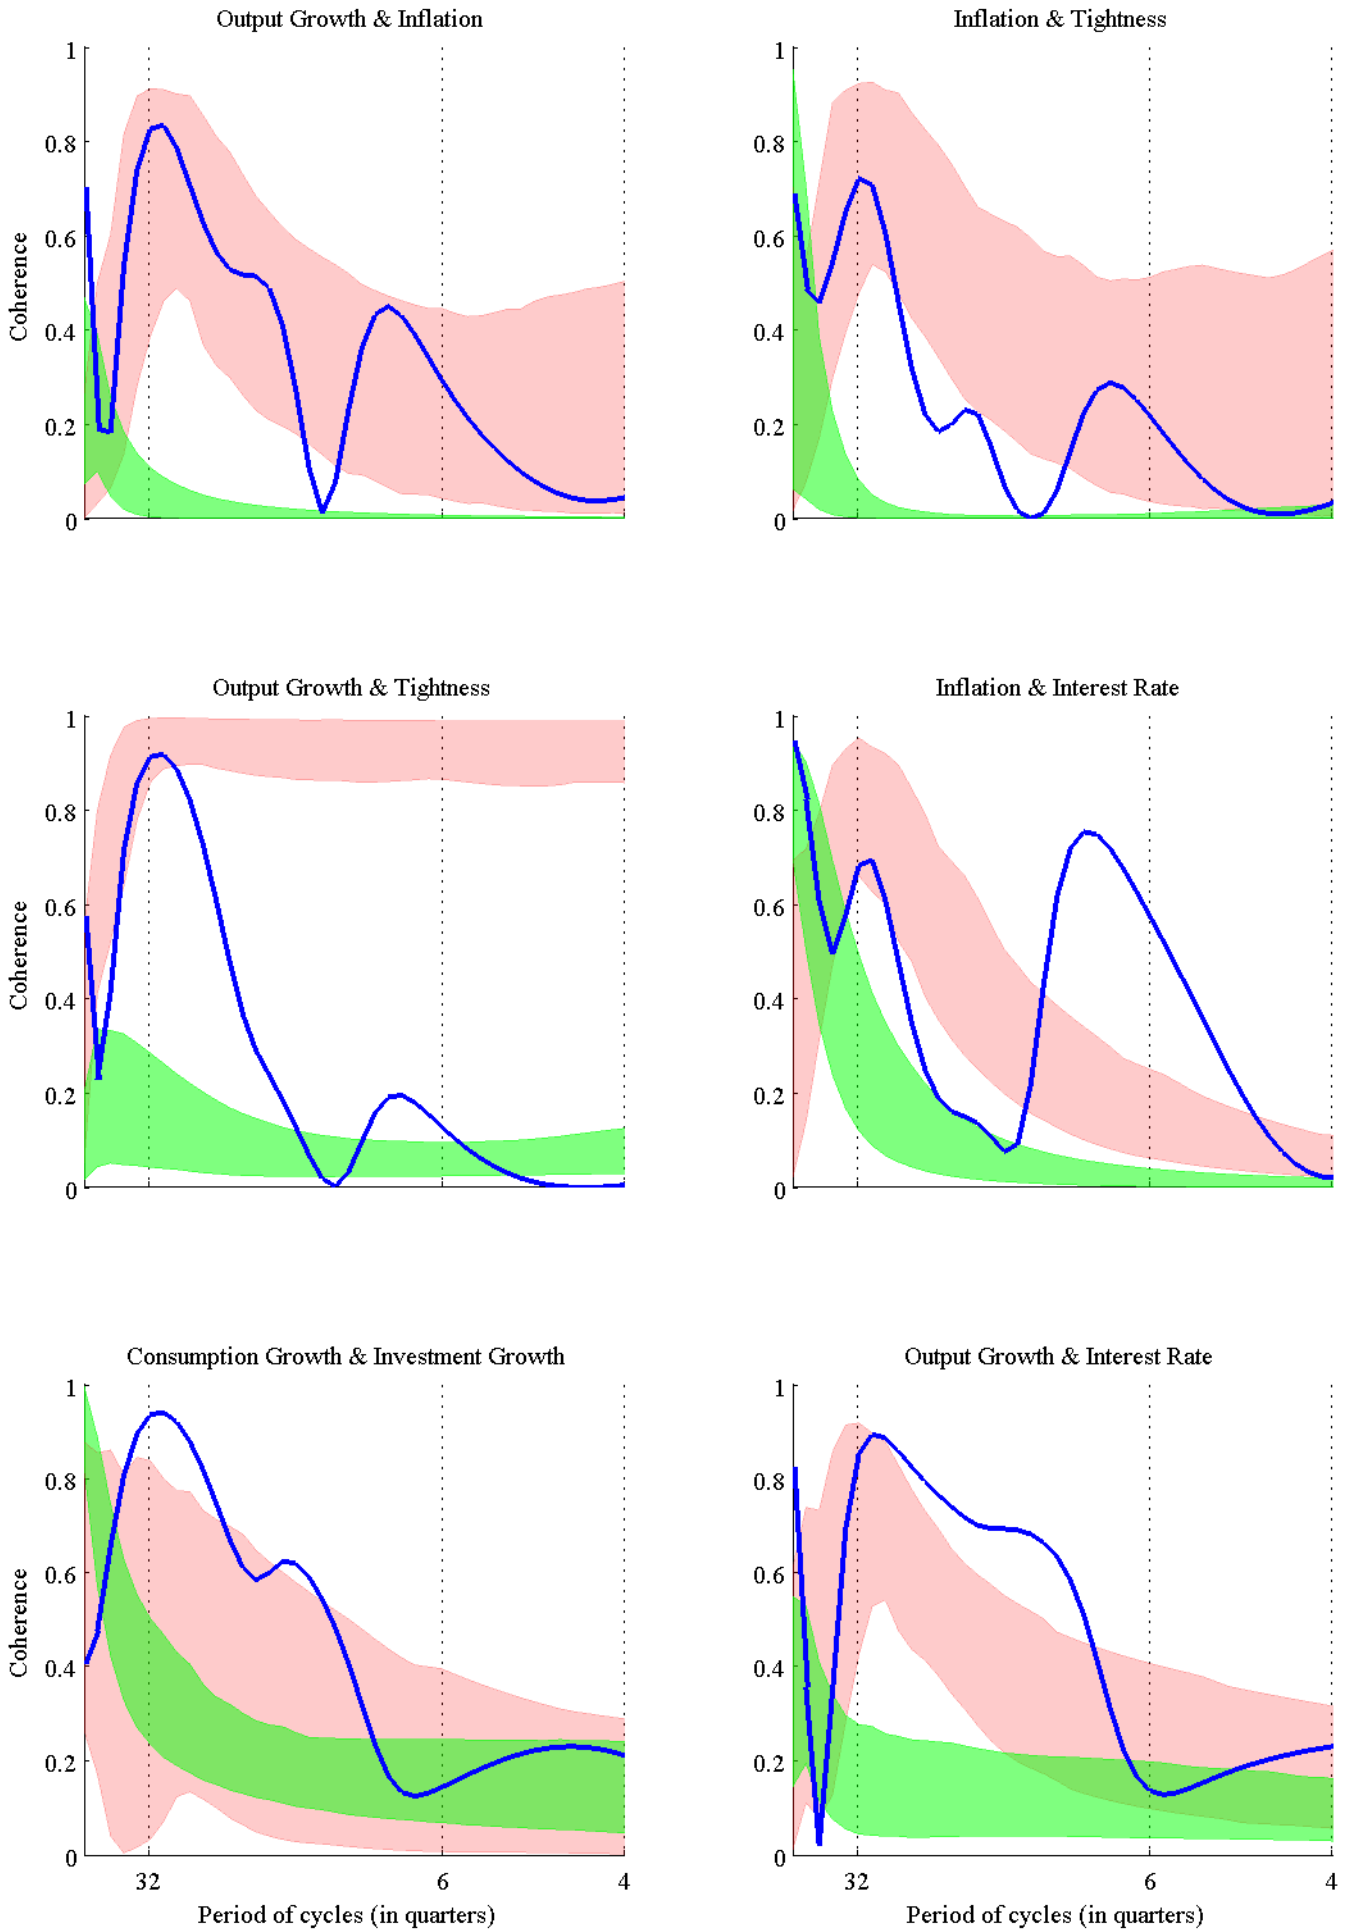 Output Growth & Inflation
Inflation & Tightness
1
0.8
0.6
0.4
0.2
0
Coherence
1
0.8
0.6
0.4
0.2
0
Output Growth & Tightness
Inflation & Interest Rate
1
0.8
0.6
0.4
0.2
0
Coherence
1
0.8
0.6
0.4
0.2
0
Consumption Growth & Investment Growth
Output Growth & Interest Rate
1
0.8
0.6
0.4
0.2
0
Coherence
32 6 4
Period of cycles (in quarters)
1
0.8
0.6
0.4
0.2
0
32 6 4
Period of cycles (in quarters)